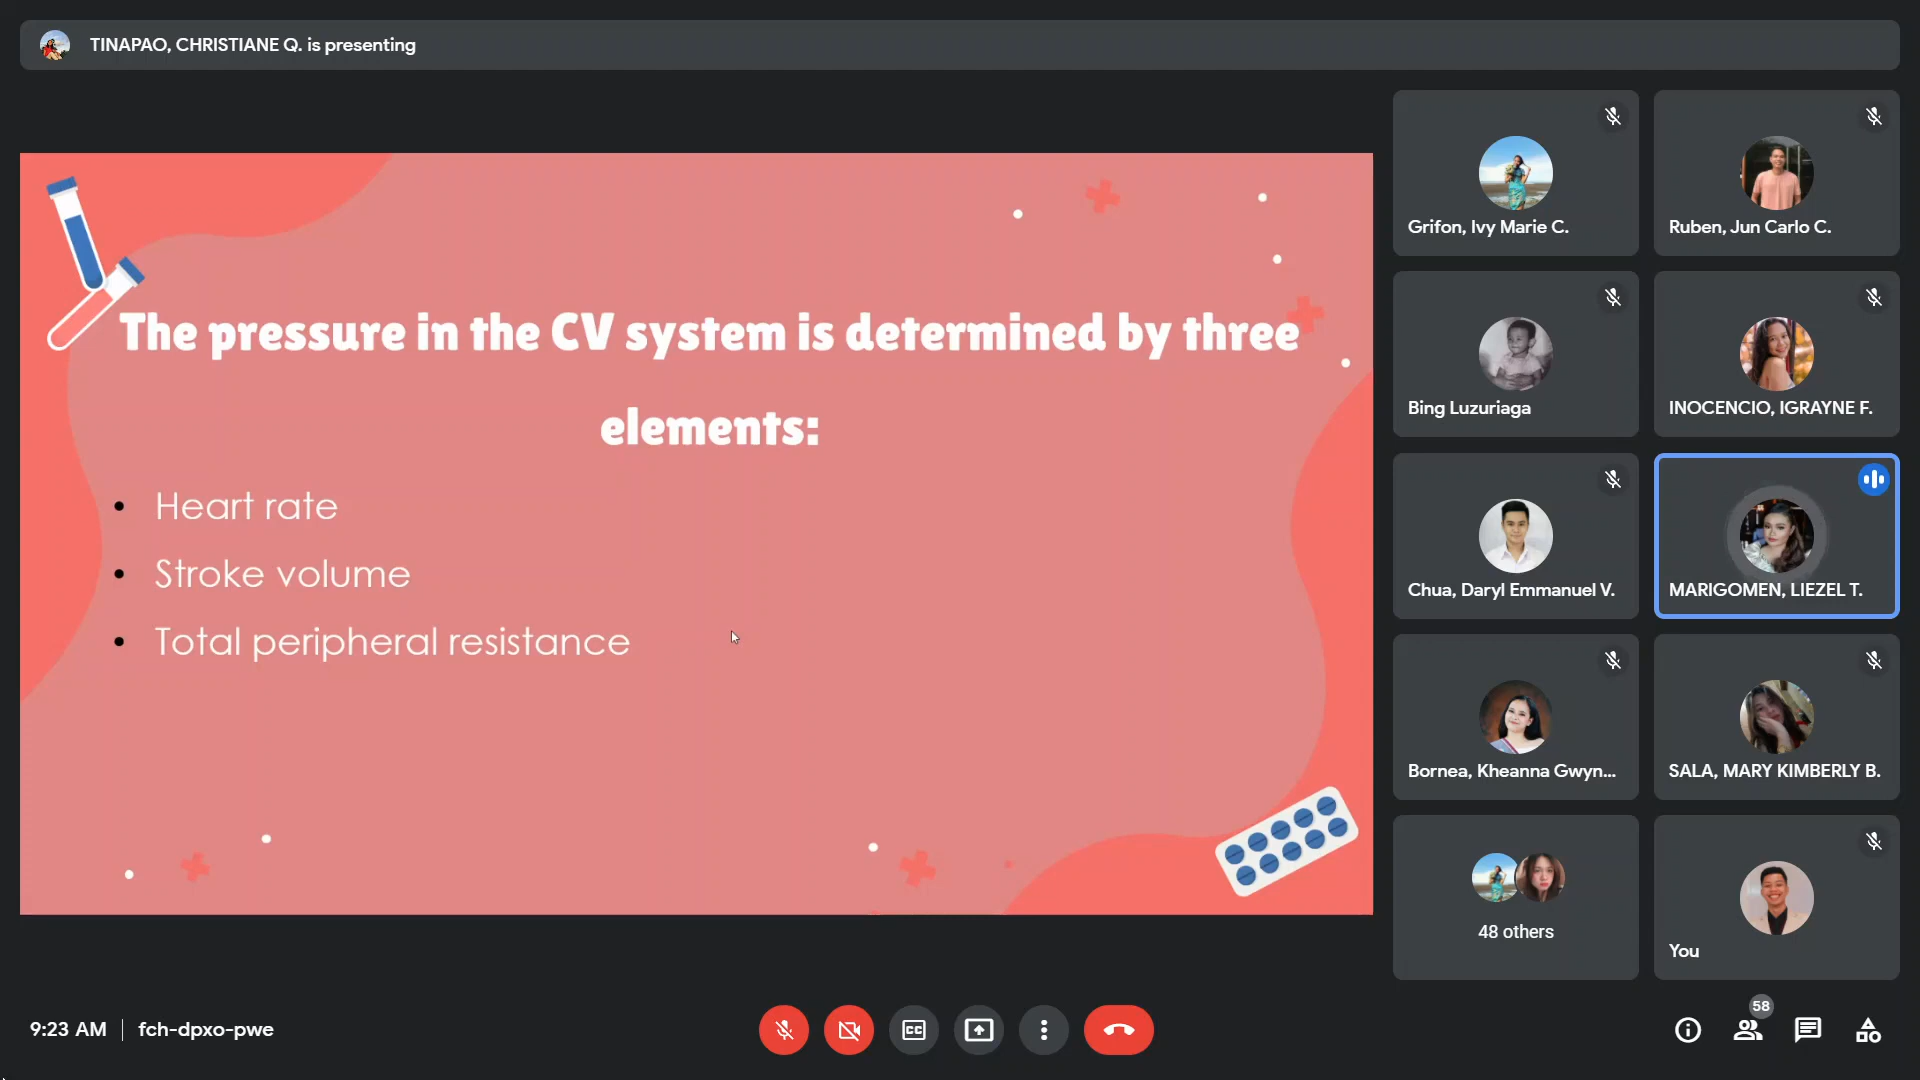 TINAPAO, CHRISTIANE Q. is presenting
The pressure in the CV system is determined by three
elements:
• Heart rate
• Stroke volume
• Total peripheral resistance
Grifon, Ivy Marie C.
Ruben, Jun Carlo C.
Bing Luzuriaga
INOCENCIO, IGRAYNE F.
Chua, Daryl Emmanuel V.
MARIGOMEN, LIEZEL T.
Bornea, Kheanna Gwyn...
SALA, MARY KIMBERLY B.
48 others
You
9:23 AM | fch-dpxo-pwe
CC
58